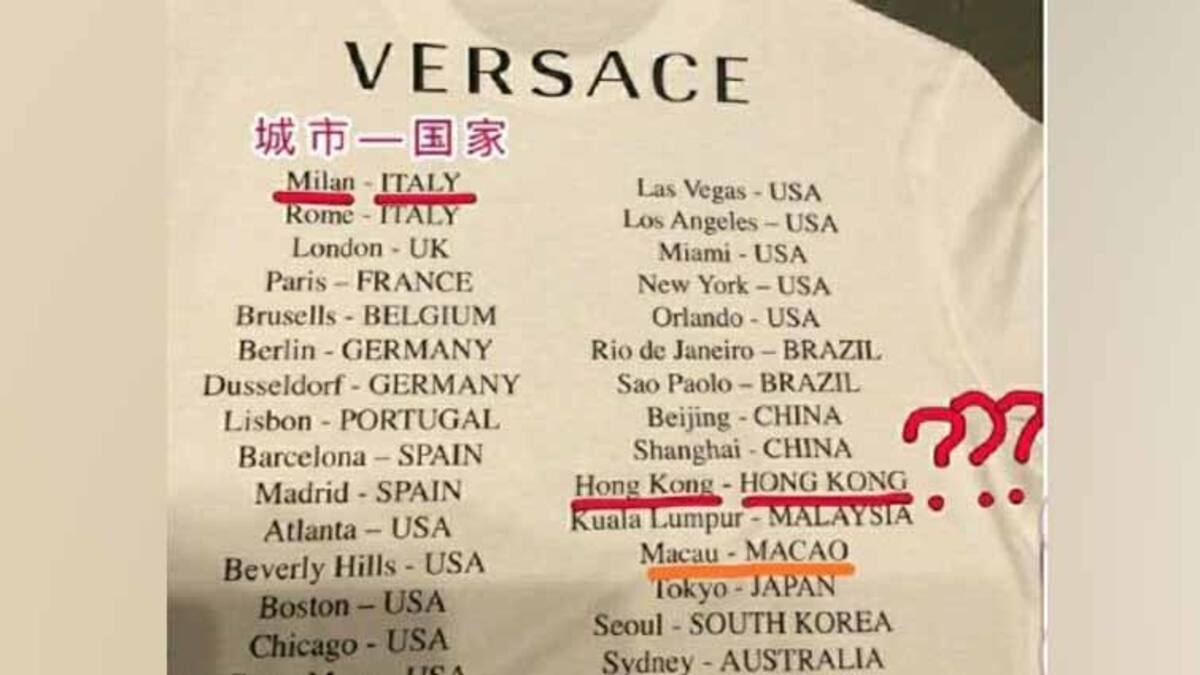 VERSACE
城市—国家
Milan - ITALY
Rome - ITALY
London - UK
Paris – FRANCE
Brusells - BELGIUM
Berlin - GERMANY
Dusseldorf - GERMANY
Lisbon - PORTUGAL
Barcelona – SPAIN
Madrid - SPAIN
Atlanta – USA
Beverly Hills - USA
Boston – USA
Chicago - USA
USA
Las Vegas - USA
Los Angeles – USA
Miami - USA
New York – USA
Orlando - USA
Rio de Janeiro – BRAZIL
Sao Paolo – BRAZIL
Beijing - CHINA
Shanghai - CHINA
Hong Kong - HONG KONG ???
Kuala Lumpur - MALAYSIA
Macau - MACAO
Tokyo - JAPAN
Seoul - SOUTH KOREA
Sydney - AUSTRALIA